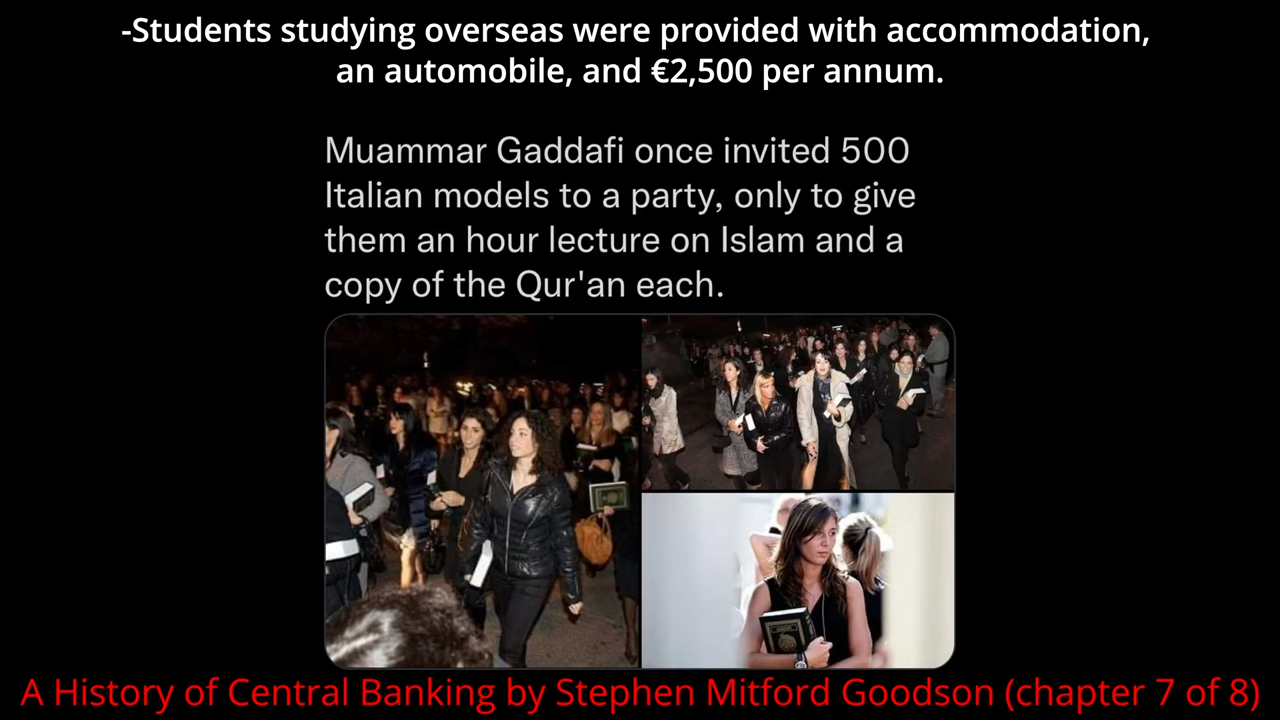 -Students studying overseas were provided with accommodation,
an automobile, and €2,500 per annum.
Muammar Gaddafi once invited 500
Italian models to a party, only to give
them an hour lecture on Islam and a
copy of the Qur'an each.
A History of Central Banking by Stephen Mitford Goodson (chapter 7 of 8)